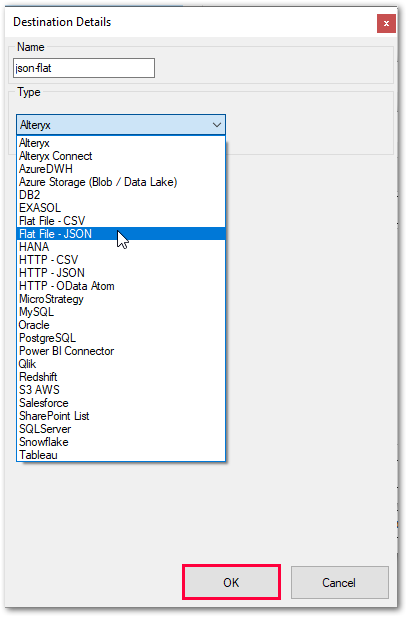 Destination Details
x
Name
json-flat
Type
Alteryx
Alteryx
Alteryx Connect
AzureDWH
Azure Storage (Blob / Data Lake)
DB2
EXASOL
Flat File - CSV
Flat File - JSON
HANA
HTTP - CSV
HTTP - JSON
HTTP - OData Atom
MicroStrategy
MySQL
Oracle
PostgreSQL
Power BI Connector
Qlik
Redshift
S3 AWS
Salesforce
SharePoint List
SQLServer
Snowflake
Tableau
OK Cancel